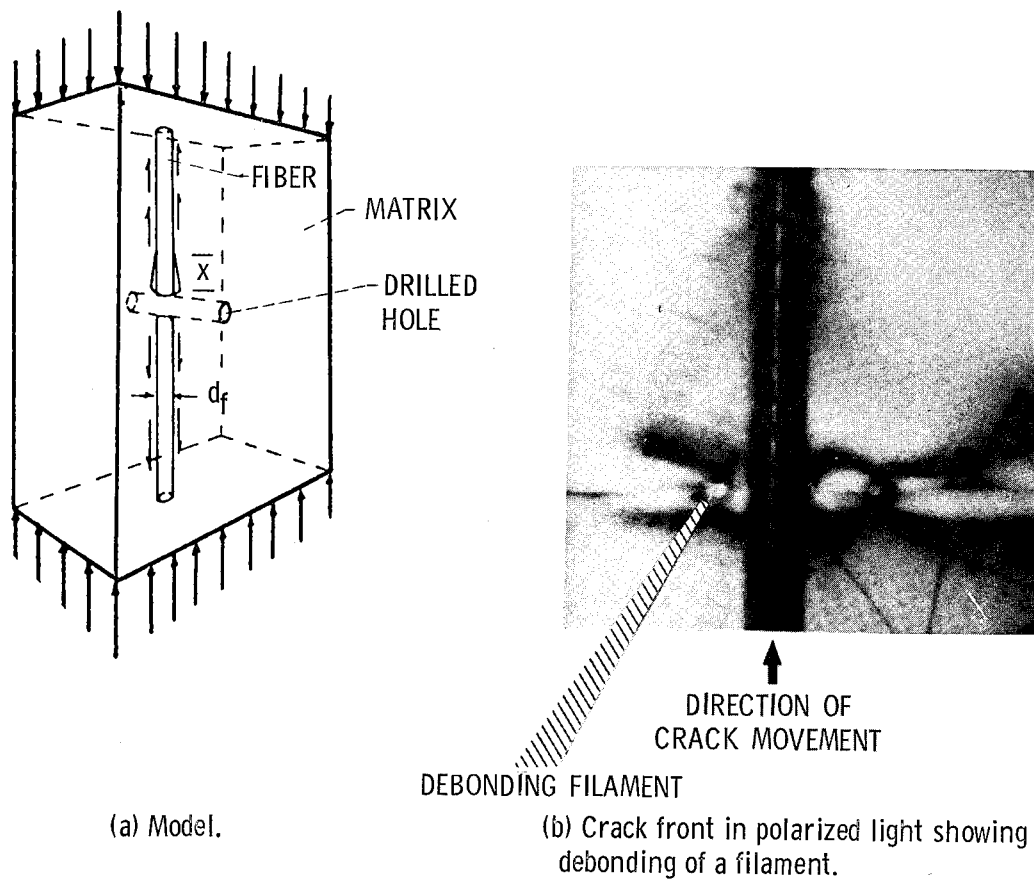 FIBER
MATRIX
x
DRILLED
HOLE
df
DIRECTION OF
CRACK MOVEMENT
DEBONDING FILAMENT
(a) Model.
(b) Crack front in polarized light showing
debonding of a filament.